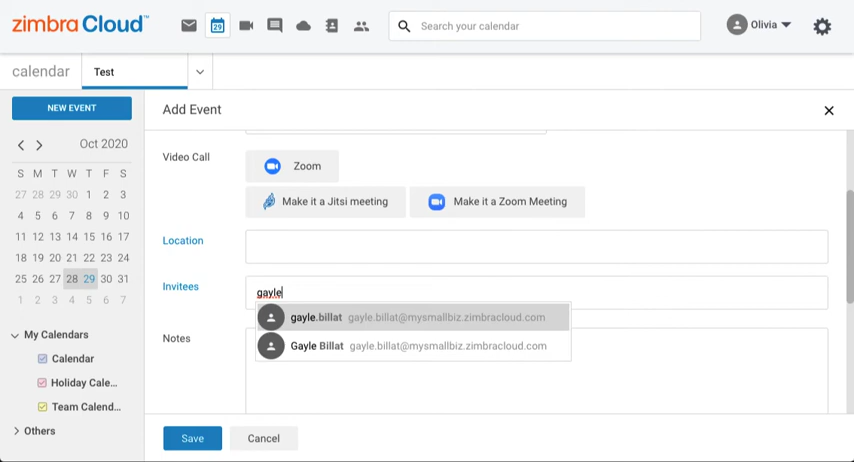 zimbra Cloud™
29
Search your calendar
Olivia
calendar
Test
NEW EVENT
Oct 2020
S M T W T F S
27 28 29 30 1 2 3
4 5 6 7 8 9 10
11 12 13 14 15 16 17
18 19 20 21 22 23 24
25 26 27 28 29 30 31
1 2 3 4 5 6 7
My Calendars
Calendar
Holiday Cale...
Team Calend...
Others
Add Event
Video Call
Zoom
Make it a Jitsi meeting
Make it a Zoom Meeting
Location
Invitees
gayle
gayle.billat gayle.billat@mysmallbiz.zimbracloud.com
Gayle Billat gayle.billat@mysmallbiz.zimbracloud.com
Notes
Save
Cancel